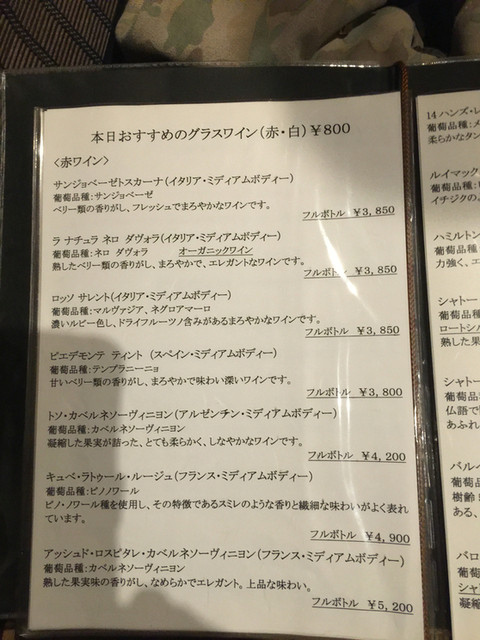 本日おすすめのグラスワイン(赤・白)¥800
<赤ワイン>
サンジョベーゼトスカーナ(イタリア・ミディアムボディー)
葡萄品種:サンジョベーゼ
ベリー類の香りがし、フレッシュでまろやかなワインです。
フルボトル ¥3,850
ラ ナチュラ ネロ ダヴォラ(イタリア・ミディアムボディー)
葡萄品種:ネロ ダヴォラ オーガニックワイン
熟したベリー類の香りがし、まろやかで、エレガントなワインです。
フルボトル ¥3,850
ロッソ サレント(イタリア・ミディアムボディー)
葡萄品種:マルヴァジア、ネグロアマーロ
濃いルビー色し、ドライフルーツノ含みがあるまろやかなワインです。
フルボトル ¥3,850
ピエデモンテ ティント (スペイン・ミディアムボディー)
葡萄品種:テンプラニーニョ
甘いベリー類の香りがし、まろやかで味わい深いワインです。
フルボトル ¥3,800
トソ・カベルネソーヴィニヨン(アルゼンチン・ミディアムボディー)
葡萄品種:カベルネソーヴィニヨン
凝縮した果実が詰った、とても柔らかく、しなやかなワインです。
フルボトル ¥4,200
キュベ・ラトゥール・ルージュ(フランス・ミディアムボディー)
葡萄品種:ピノノワール
ピノ・ノワール種を使用し、その特徴であるスミレのような香りと繊細な味わいがよく表れ
ています。
フルボトル ¥4,900
アッシュド・ロスピタレ・カベルネソーヴィニヨン(フランス・ミディアムボディー)
葡萄品種:カベルネソーヴィニヨン
熟した果実味の香りがし、なめらかでエレガント。上品な味わい。
フルボトル ¥5,200
14 ハンズ・レ
葡萄品種:メ
柔らかなタン
ルイマック
葡萄品種
イチジクの
ハミルトン
葡萄品種
力強く、エ
シャトー
葡萄品種
ロートシル
熟した果
シャトー
葡萄品
仏語で
あふれ
バル
葡萄品
樹齢
ある、
バロ
葡萄
シャ
凝縮